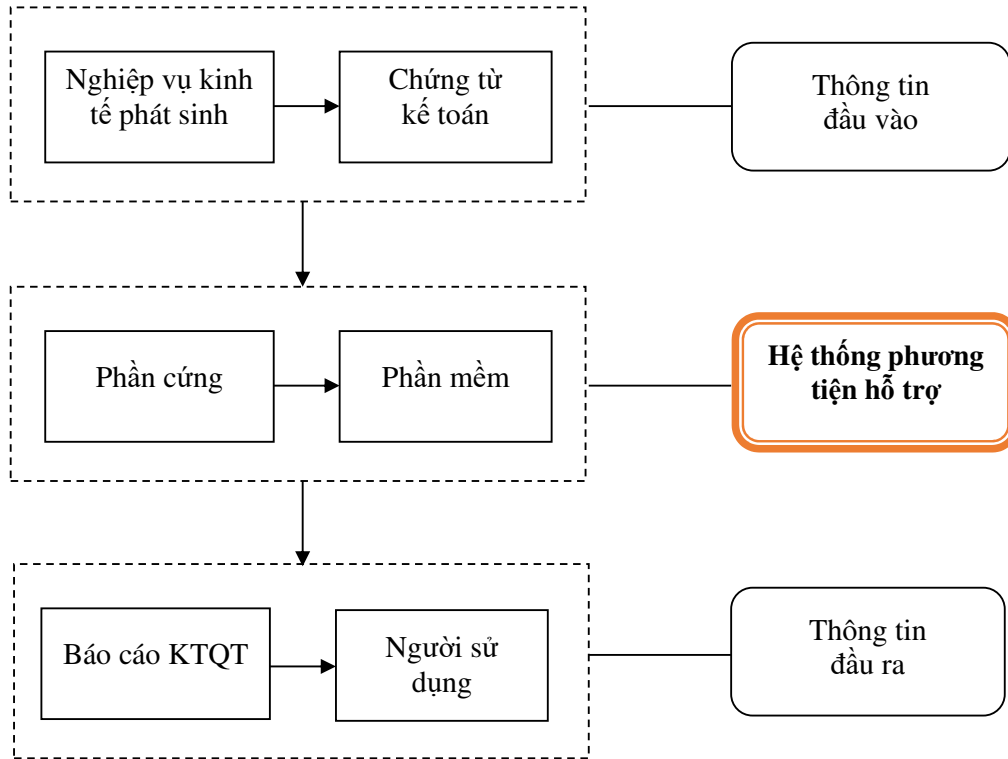 Nghiệp vụ kinh
tế phát sinh
Chứng từ
kế toán
Thông tin
đầu vào
Phần cứng
Phần mềm
Hệ thống phương
tiện hỗ trợ
Báo cáo KTQT
Người sử
dụng
Thông tin
đầu ra